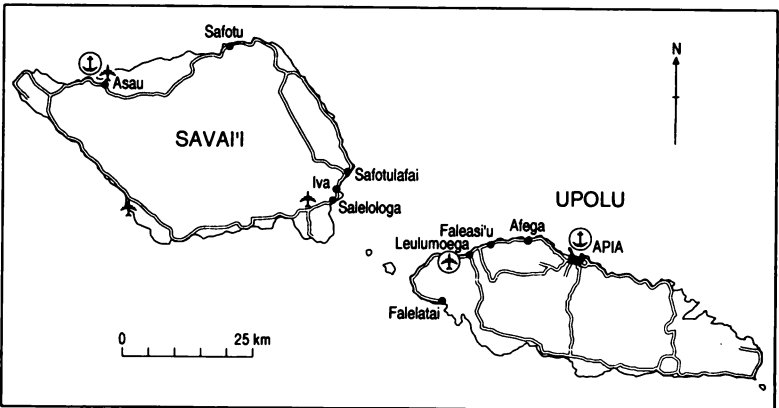 Safotu
N
Asau
SAVAI'I
Safotulafai
Iva
Salelologa
UPOLU
Faleasi'u
Afega
Leulumoega
APIA
Falelatai
0
25 km